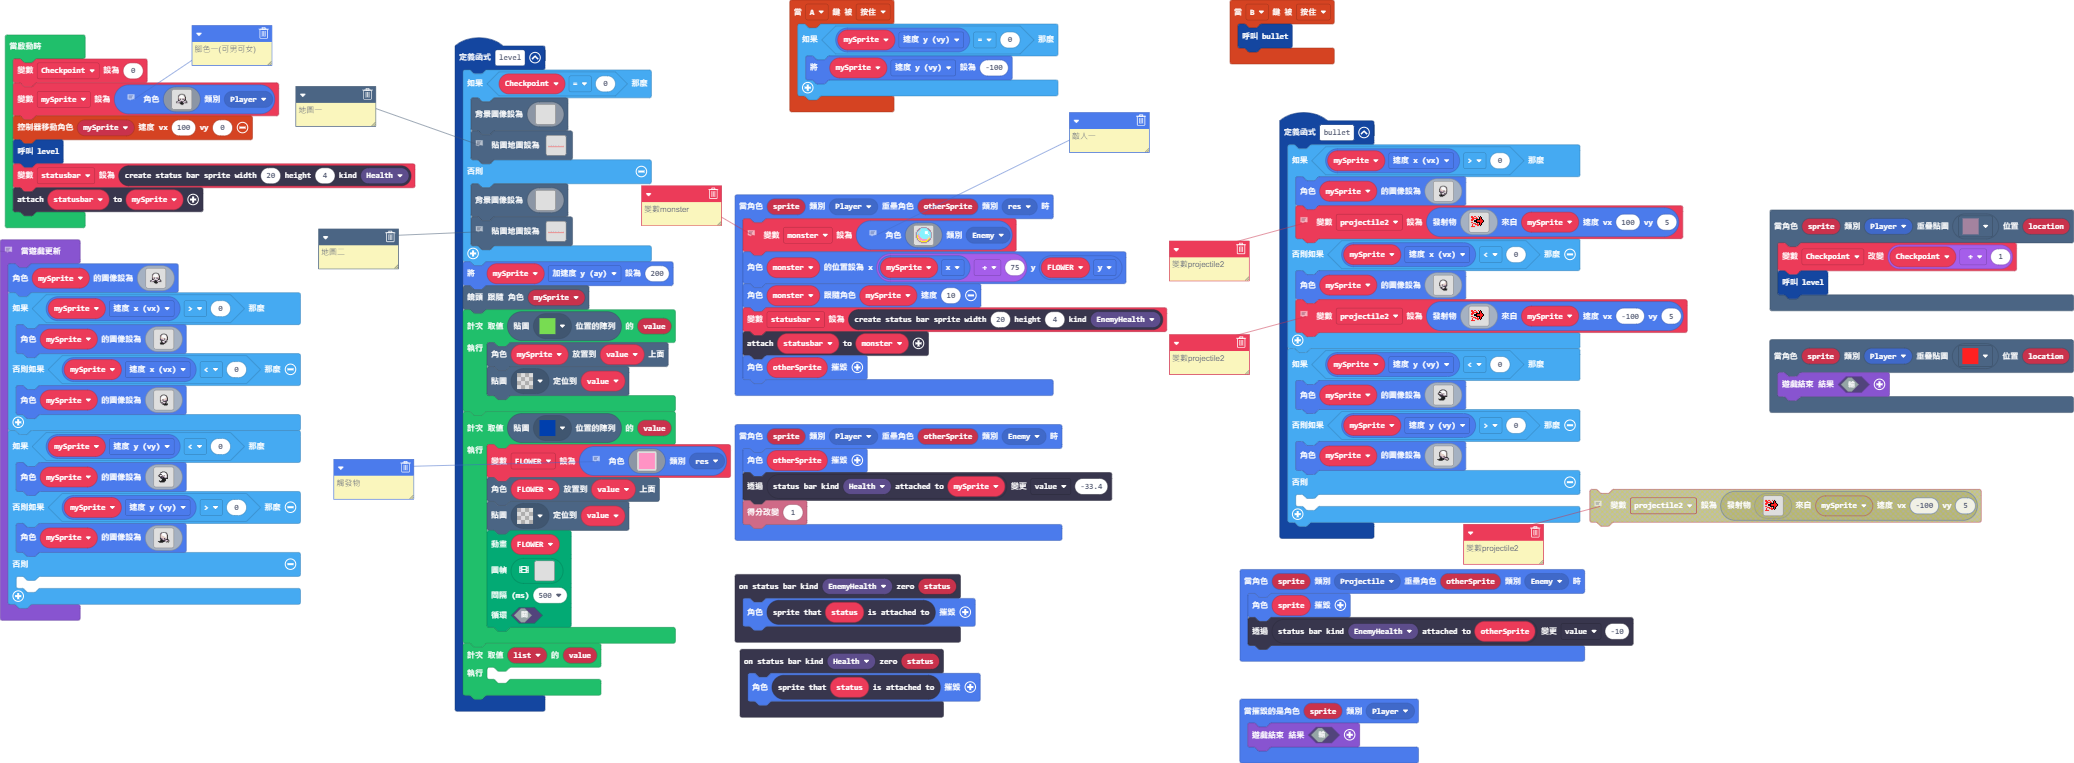 當啟動時
變數 Checkpoint 設為 0
變數 mySprite 設為 角色 類別 Player
控制器移動角色 mySprite 速度 vx 100 vy 0
呼叫 level
變數 statusbar 設為 create status bar sprite width 20 height 4 kind Health
attach statusbar to mySprite
腳色一(可男可女)
當遊戲更新
角色 mySprite 的圖像設為
如果 mySprite 速度 x (vx) > 0 那麼
角色 mySprite 的圖像設為
否則如果 mySprite 速度 x (vx) < 0 那麼
角色 mySprite 的圖像設為
如果 mySprite 速度 y (vy) < 0 那麼
角色 mySprite 的圖像設為
否則如果 mySprite 速度 y (vy) > 0 那麼
角色 mySprite 的圖像設為
否則
地圖一
地圖二
觸發物
定義函式 level
如果 Checkpoint = 0 那麼
背景圖像設為
貼圖地圖設為
否則
背景圖像設為
貼圖地圖設為
將 mySprite 加速度 y (ay) 設為 200
鏡頭 跟隨 角色 mySprite
計次 取值 貼圖 位置的陣列 的 value
執行 角色 mySprite 放置到 value 上面
貼圖 定位到 value
計次 取值 貼圖 位置的陣列 的 value
執行 變數 FLOWER 設為 角色 類別 res
角色 FLOWER 放置到 value 上面
貼圖 定位到 value
動畫 FLOWER
圖幀
間隔 (ms) 500
循環
計次 取值 list 的 value
執行
當 A 鍵 被 按住
如果 mySprite 速度 y (vy) = 0 那麼
將 mySprite 速度 y (vy) 設為 -100
敵人一
變數monster
當角色 sprite 類別 Player 重疊角色 otherSprite 類別 res 時
變數 monster 設為 角色 類別 Enemy
角色 monster 的位置設為 x mySprite x + 75 y FLOWER y
角色 monster 跟隨角色 mySprite 速度 10
變數 statusbar 設為 create status bar sprite width 20 height 4 kind EnemyHealth
attach statusbar to monster
角色 otherSprite 摧毀
當角色 sprite 類別 Player 重疊角色 otherSprite 類別 Enemy 時
角色 otherSprite 摧毀
透過 status bar kind Health attached to mySprite 變更 value -33.4
得分改變 1
on status bar kind EnemyHealth zero status
角色 sprite that status is attached to 摧毀
on status bar kind Health zero status
角色 sprite that status is attached to 摧毀
當 B 鍵 被 按住
呼叫 bullet
定義函式 bullet
如果 mySprite 速度 x (vx) > 0 那麼
角色 mySprite 的圖像設為
變數 projectile2 設為 發射物 來自 mySprite 速度 vx 100 vy 5
否則如果 mySprite 速度 x (vx) < 0 那麼
角色 mySprite 的圖像設為
變數 projectile2 設為 發射物 來自 mySprite 速度 vx -100 vy 5
如果 mySprite 速度 y (vy) < 0 那麼
角色 mySprite 的圖像設為
否則如果 mySprite 速度 y (vy) > 0 那麼
角色 mySprite 的圖像設為
否則
變數projectile2
變數projectile2
變數projectile2
變數 projectile2 設為 發射物 來自 mySprite 速度 vx -100 vy 5
當角色 sprite 類別 Projectile 重疊角色 otherSprite 類別 Enemy 時
角色 sprite 摧毀
透過 status bar kind EnemyHealth attached to otherSprite 變更 value -10
當摧毀的是角色 sprite 類別 Player
遊戲結束 結果 輸
當角色 sprite 類別 Player 重疊貼圖 位置 location
變數 Checkpoint 改變 Checkpoint + 1
呼叫 level
當角色 sprite 類別 Player 重疊貼圖 位置 location
遊戲結束 結果 輸